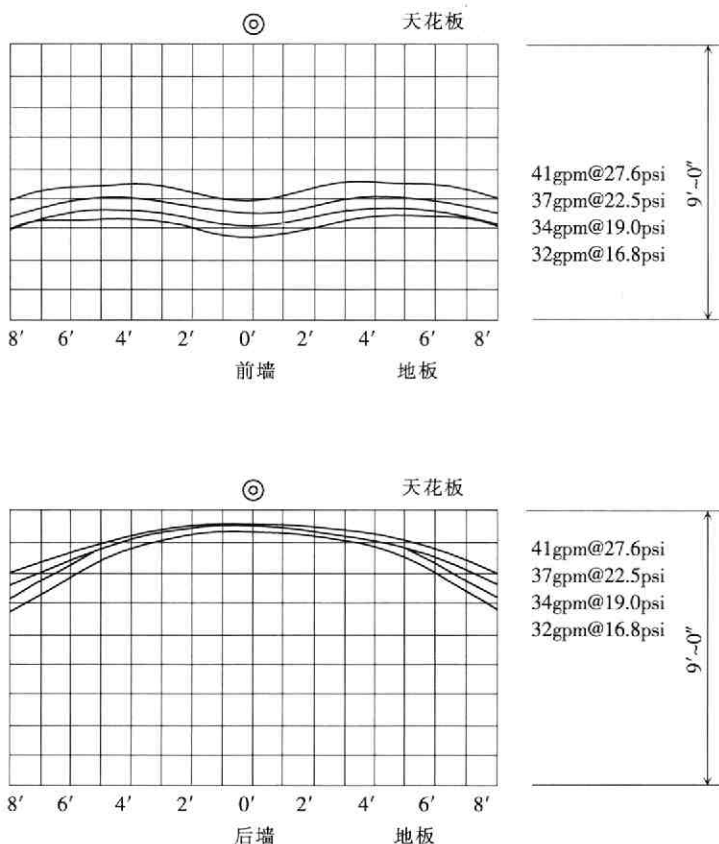 天花板
41gpm@27.6psi
37gpm@22.5psi
34gpm@19.0psi
32gpm@16.8psi
9′~0″
8′ 6′ 4′ 2′ 0′ 2′ 4′ 6′ 8′
前墙 地板
天花板
41gpm@27.6psi
37gpm@22.5psi
34gpm@19.0psi
32gpm@16.8psi
9′~0″
8′ 6′ 4′ 2′ 0′ 2′ 4′ 6′ 8′
后墙 地板